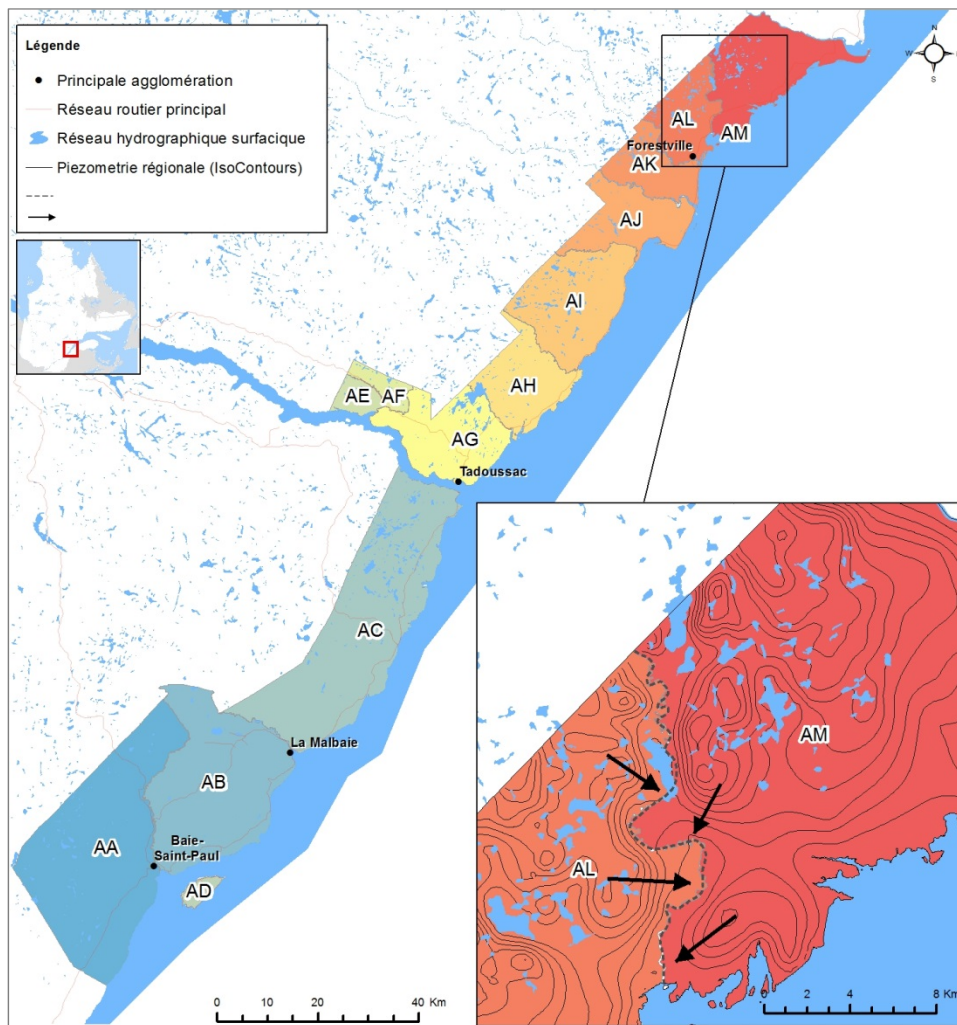 Légende
Principale agglomération
Réseau routier principal
Réseau hydrographique surfacique
Piezométrie régionale (IsoContours)
N
W
S
AL
AM
Forestville
AK
AJ
AI
AH
AE
AF
AG
Tadoussac
AC
La Malbaie
AB
AA
Baie-
Saint-Paul
AD
0 20 40 Km
AM
AL
0 2 4 8 Km